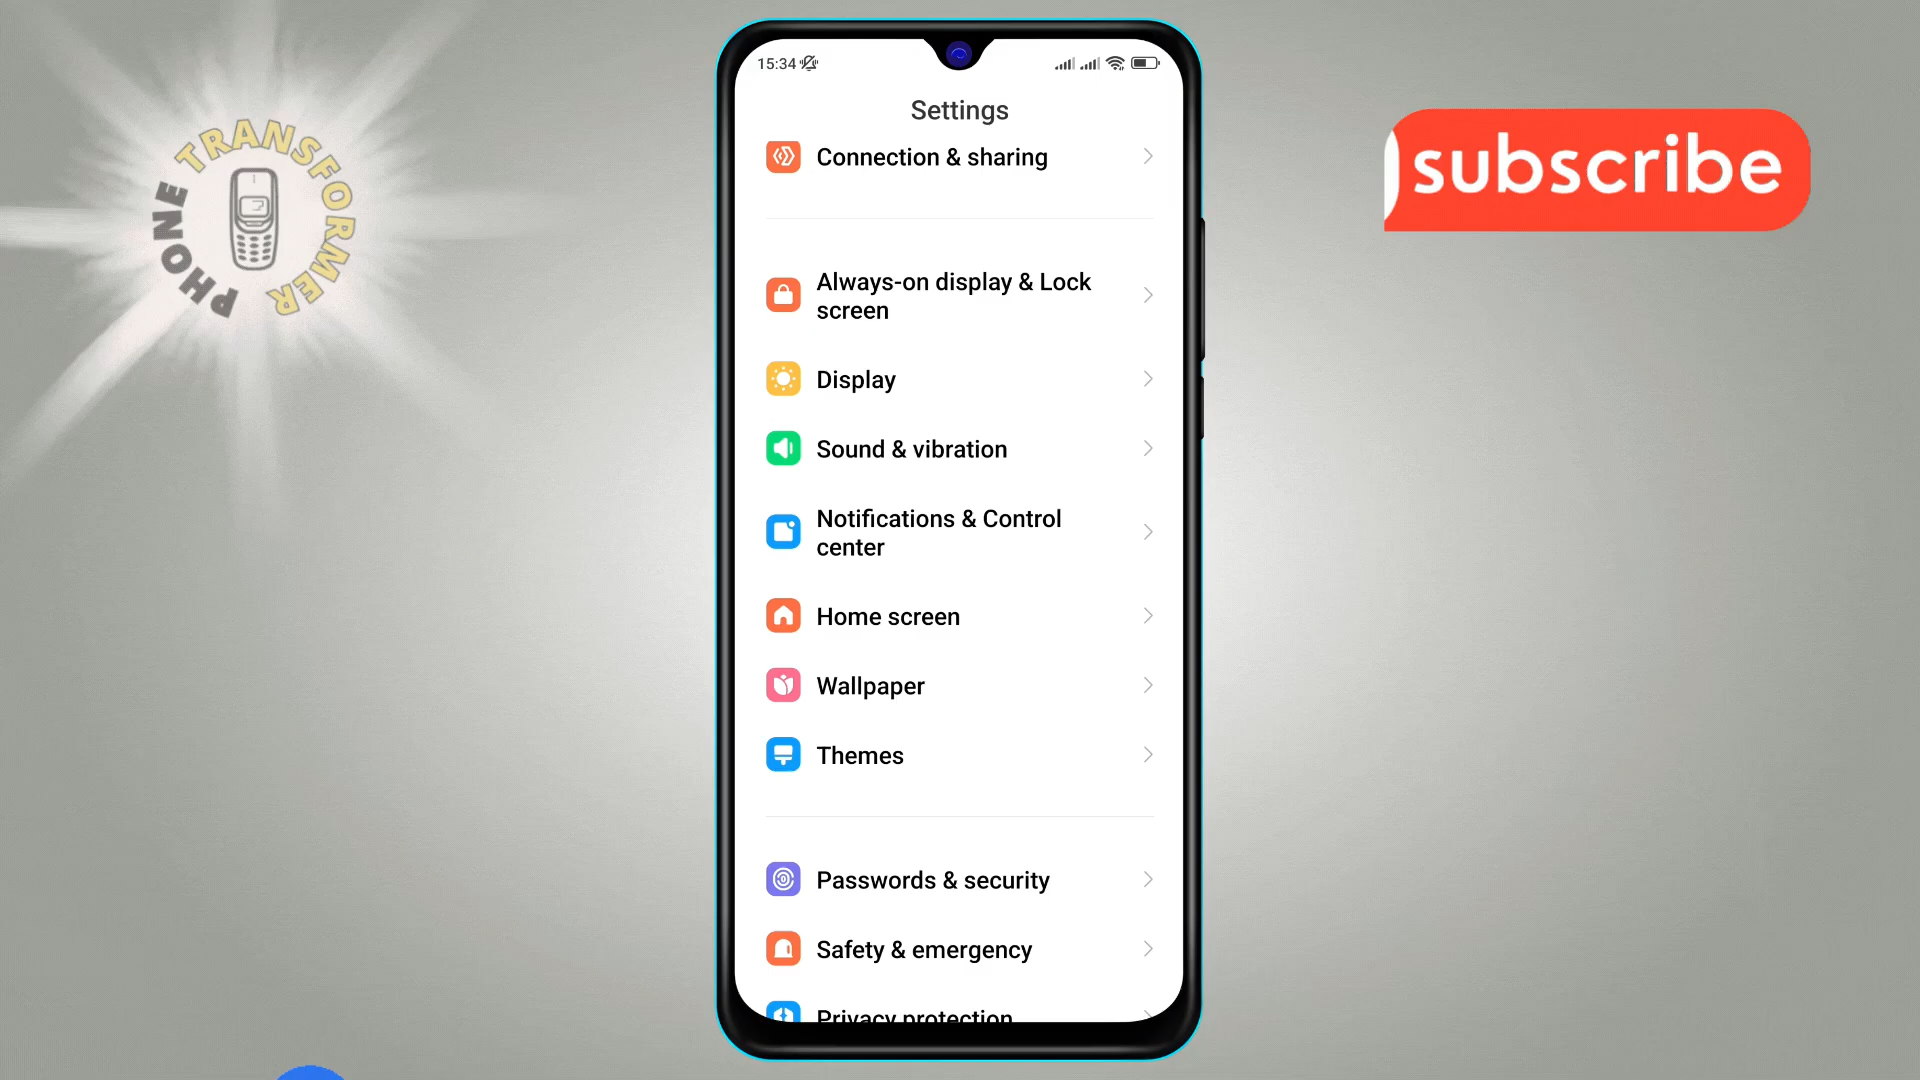 PHONE TRANSFORMER
subscribe
15:34
Settings
Connection & sharing
Always-on display & Lock
screen
Display
Sound & vibration
Notifications & Control
center
Home screen
Wallpaper
Themes
Passwords & security
Safety & emergency
Privacy protection